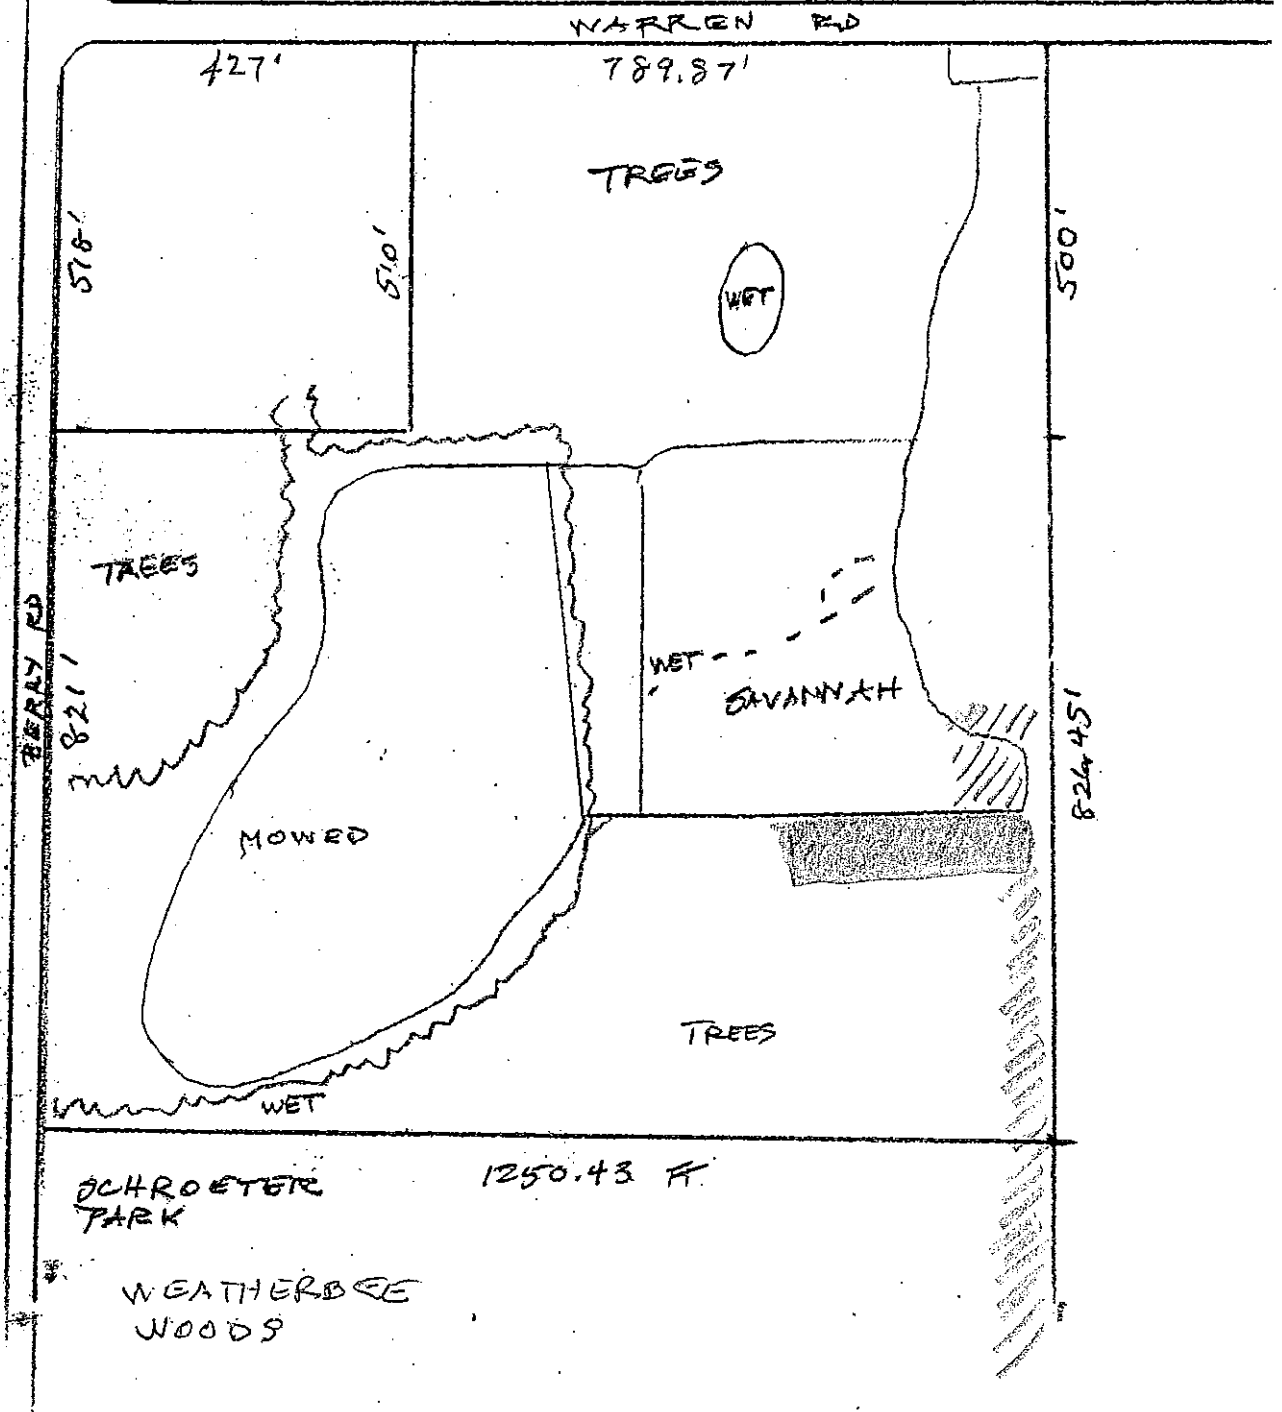 WARREN RD
427'
789.87'
TREES
518'
510'
WET
500'
TREES
BERRY RD
821'
WET
SAVANNAH
826.45'
MOWED
TREES
WET
SCHROETER
PARK
1250.43 FT.
WEATHERBEE
WOODS